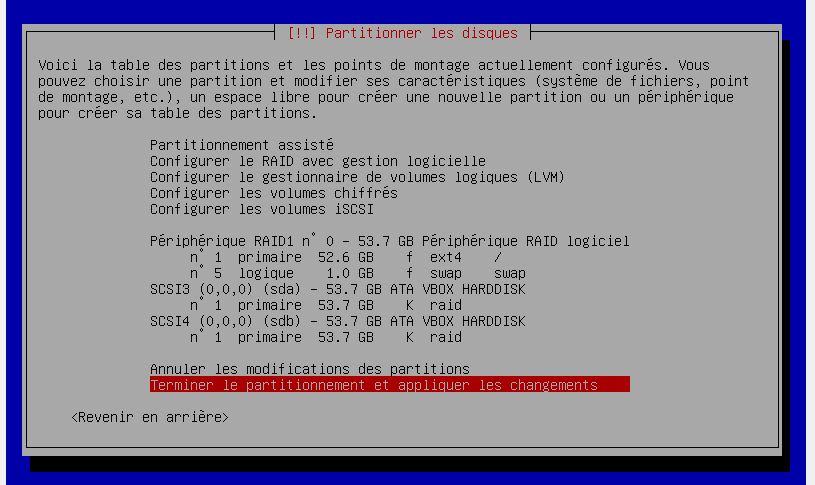 [!!] Partitionner les disques
Voici la table des partitions et les points de montage actuellement configurés. Vous
pouvez choisir une partition et modifier ses caractéristiques (système de fichiers, point
de montage, etc.), un espace libre pour créer une nouvelle partition ou un périphérique
pour créer sa table des partitions.
Partitionnement assisté
Configurer le RAID avec gestion logicielle
Configurer le gestionnaire de volumes logiques (LVM)
Configurer les volumes chiffrés
Configurer les volumes iSCSI
Périphérique RAID1 n° 0 - 53.7 GB Périphérique RAID logiciel
n° 1 primaire 52.6 GB f ext4 /
n° 5 logique 1.0 GB f swap swap
SCSI3 (0,0,0) (sda) - 53.7 GB ATA VBOX HARDDISK
n° 1 primaire 53.7 GB K raid
SCSI4 (0,0,0) (sdb) - 53.7 GB ATA VBOX HARDDISK
n° 1 primaire 53.7 GB K raid
Annuler les modifications des partitions
Terminer le partitionnement et appliquer les changements
<Revenir en arrière>